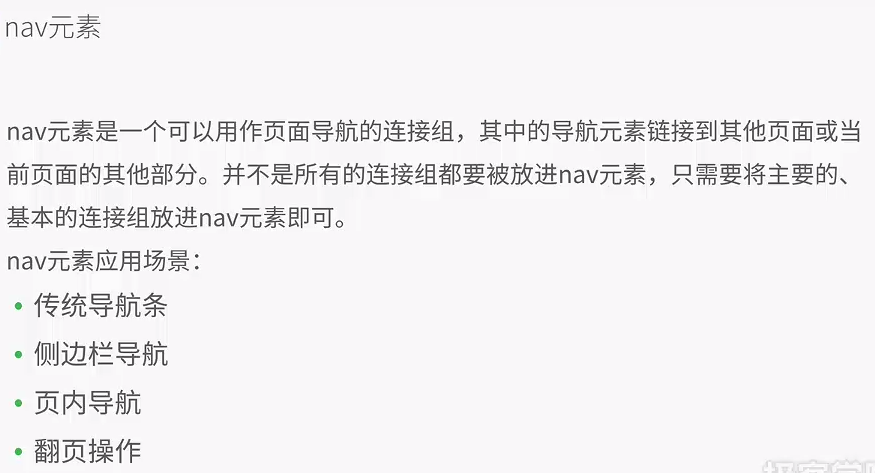 nav元素
nav元素是一个可以用作页面导航的连接组，其中的导航元素链接到其他页面或当
前页面的其他部分。并不是所有的连接组都要被放进nav元素，只需要将主要的、
基本的连接组放进nav元素即可。
nav元素应用场景：
• 传统导航条
• 侧边栏导航
• 页内导航
• 翻页操作